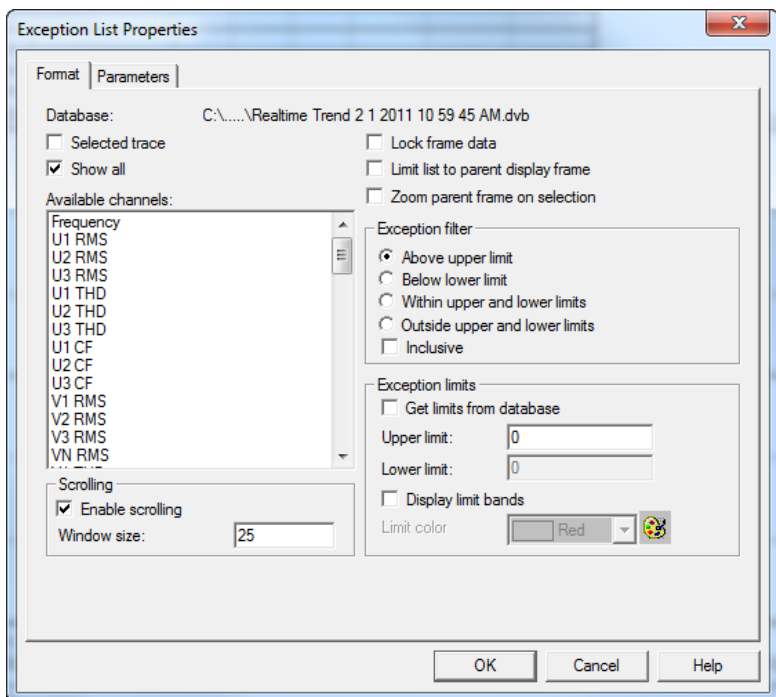 Exception List Properties
Format
Parameters
Database:
C:\.....\Realtime Trend 2 1 2011 10 59 45 AM.dvb
Selected trace
Show all
Available channels:
Frequency
U1 RMS
U2 RMS
U3 RMS
U1 THD
U2 THD
U3 THD
U1 CF
U2 CF
U3 CF
V1 RMS
V2 RMS
V3 RMS
VN RMS
Scrolling
Enable scrolling
Window size:
25
Lock frame data
Limit list to parent display frame
Zoom parent frame on selection
Exception filter
Above upper limit
Below lower limit
Within upper and lower limits
Outside upper and lower limits
Inclusive
Exception limits
Get limits from database
Upper limit:
0
Lower limit:
0
Display limit bands
Limit color
Red
OK
Cancel
Help